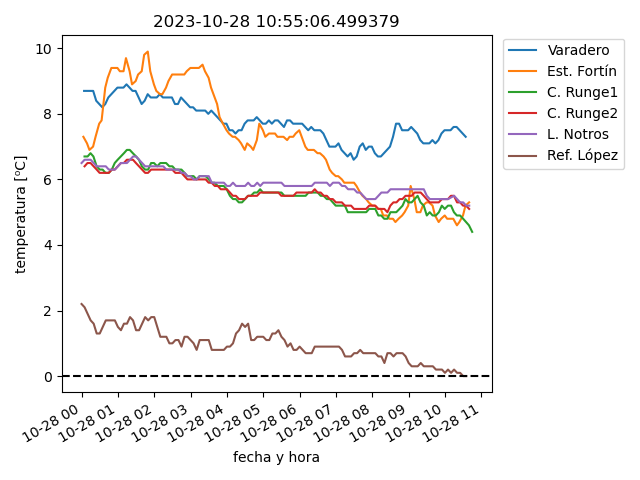 2023-10-28 10:55:06.499379
temperatura [ºC]
10
8
6
4
2
0
10-28 00
10-28 01
10-28 02
10-28 03
10-28 04
10-28 05
10-28 06
10-28 07
10-28 08
10-28 09
10-28 10
10-28 11
fecha y hora
Varadero
Est. Fortín
C. Runge1
C. Runge2
L. Notros
Ref. López